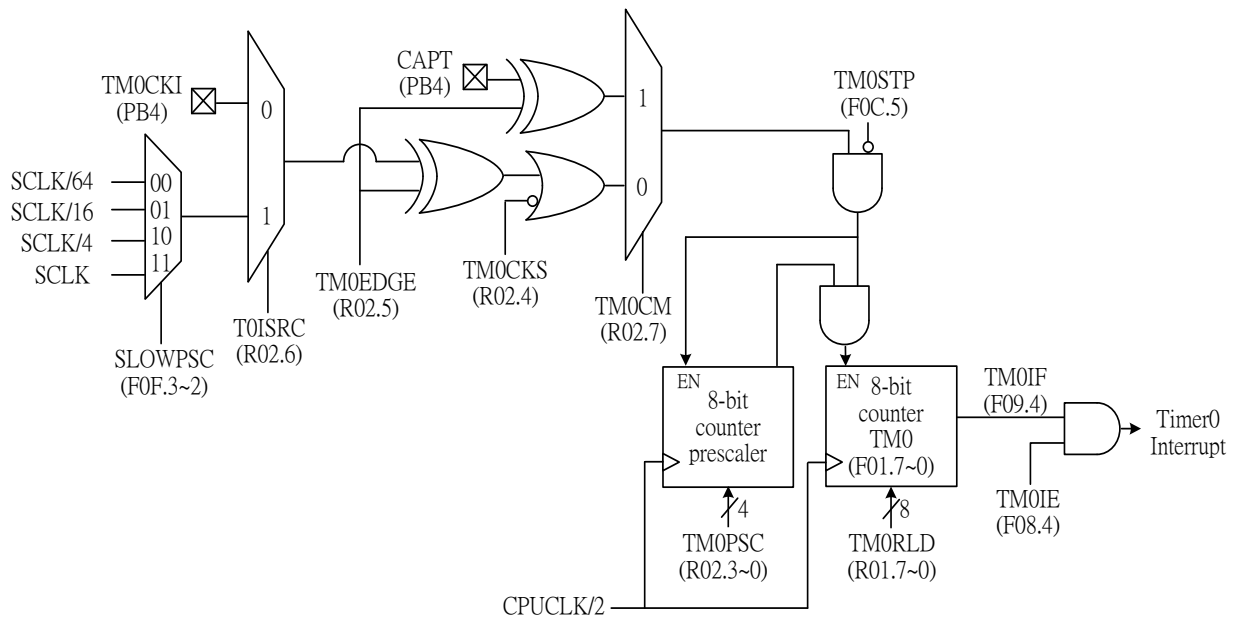 TM0CKI
(PB4)
0
1
SCLK/64
SCLK/16
SCLK/4
SCLK
00
01
10
11
SLOWPSC
(F0F.3~2)
T0ISRC
(R02.6)
CAPT
(PB4)
TM0EDGE
(R02.5)
TM0CKS
(R02.4)
1
0
TM0CM
(R02.7)
TM0STP
(F0C.5)
EN
8-bit
counter
prescaler
4
TM0PSC
(R02.3~0)
EN
8-bit
counter
TM0
(F01.7~0)
8
TM0RLD
(R01.7~0)
TM0IF
(F09.4)
TM0IE
(F08.4)
Timer0
Interrupt
CPUCLK/2